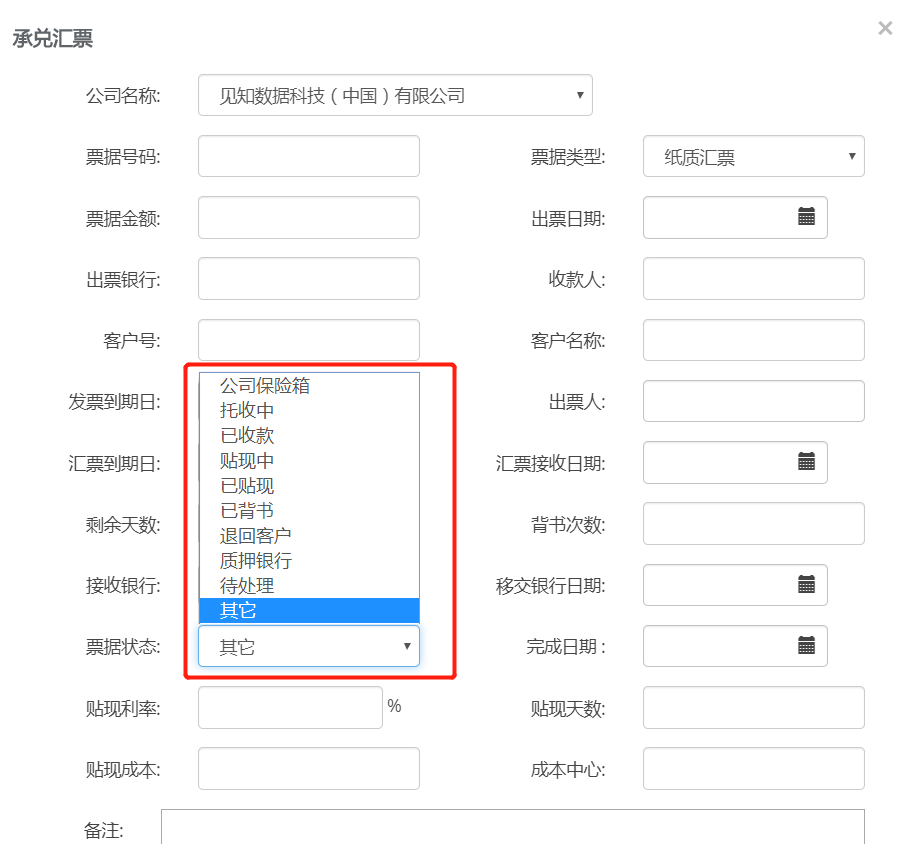 承兑汇票
×
公司名称: 见知数据科技（中国）有限公司
票据号码: 票据类型: 纸质汇票
票据金额: 出票日期:
出票银行: 收款人:
客户号: 客户名称:
公司保险箱
发票到期日: 托收中 出票人:
已收款
汇票到期日: 贴现中 汇票接收日期:
已贴现
剩余天数: 已背书 背书次数:
退回客户
质押银行
接收银行: 待处理 移交银行日期:
其它
票据状态: 其它 完成日期 :
贴现利率: % 贴现天数:
贴现成本: 成本中心:
备注: